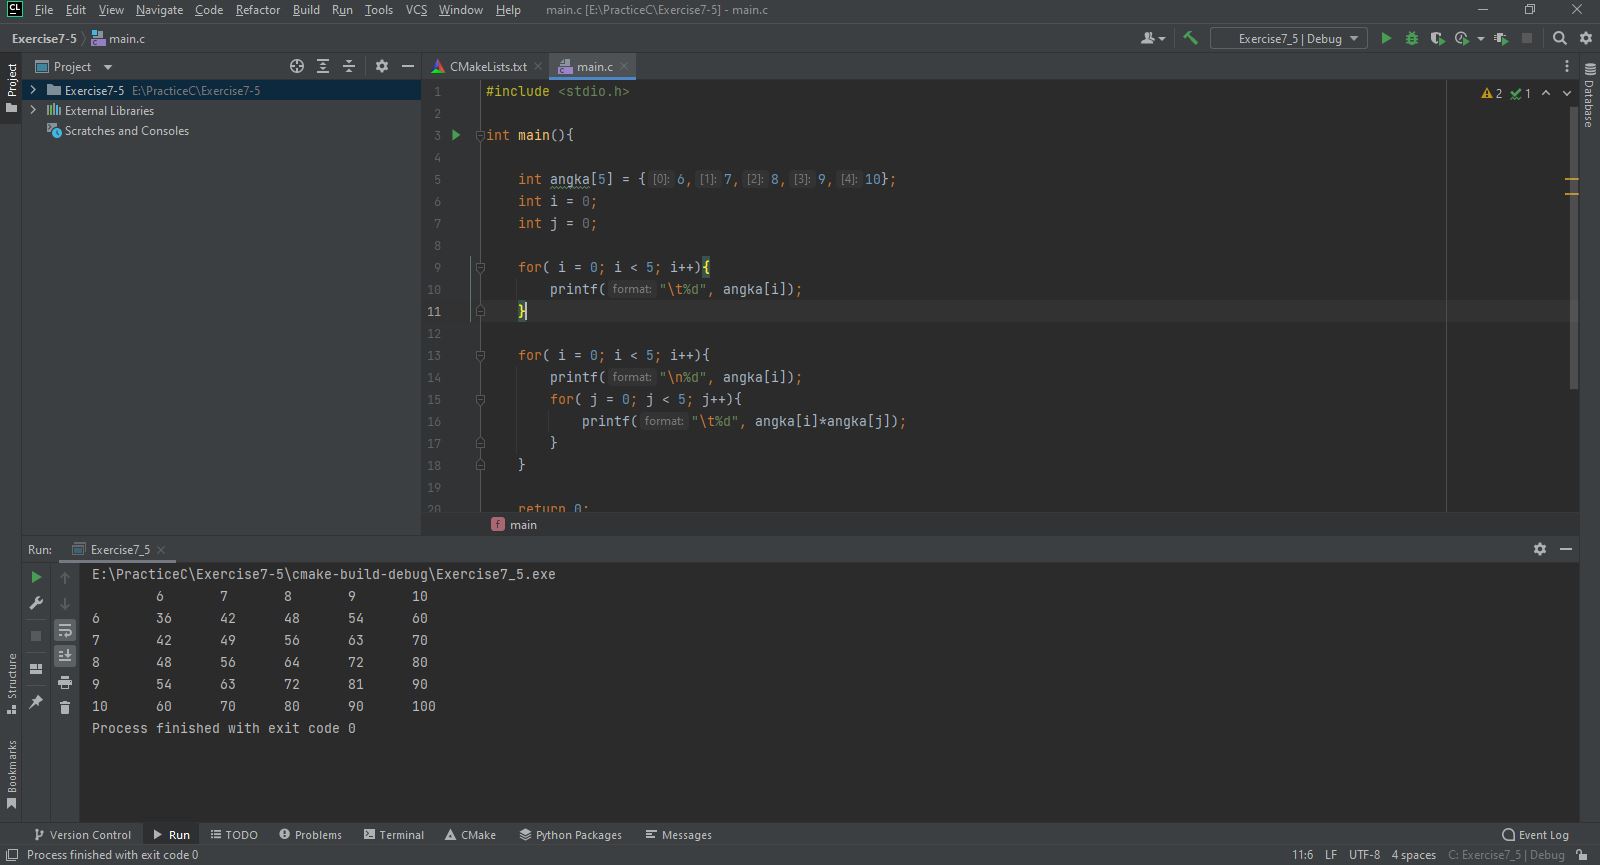 CL File Edit View Navigate Code Refactor Build Run Tools VCS Window Help main.c [E:\PracticeC\Exercise7-5] - main.c
Exercise7-5 main.c Exercise7_5 | Debug
Project
Project
CMakeLists.txt main.c
Database
Exercise7-5 E:\PracticeC\Exercise7-5
External Libraries
Scratches and Consoles
2 1
1 #include <stdio.h>
2
3 int main(){
4
5 int angka[5] = {[0]: 6, [1]: 7, [2]: 8, [3]: 9, [4]: 10};
6 int i = 0;
7 int j = 0;
8
9 for( i = 0; i < 5; i++){
10 printf( format: "\t%d", angka[i]);
11 }
12
13 for( i = 0; i < 5; i++){
14 printf( format: "\n%d", angka[i]);
15 for( j = 0; j < 5; j++){
16 printf( format: "\t%d", angka[i]*angka[j]);
17 }
18 }
19
20 return 0;
f main
Run: Exercise7_5
E:\PracticeC\Exercise7-5\cmake-build-debug\Exercise7_5.exe
6 7 8 9 10
6 36 42 48 54 60
7 42 49 56 63 70
8 48 56 64 72 80
9 54 63 72 81 90
10 60 70 80 90 100
Process finished with exit code 0
Structure
Bookmarks
Version Control Run TODO Problems Terminal CMake Python Packages Messages Event Log
Process finished with exit code 0 11:6 LF UTF-8 4 spaces C: Exercise7_5 | Debug